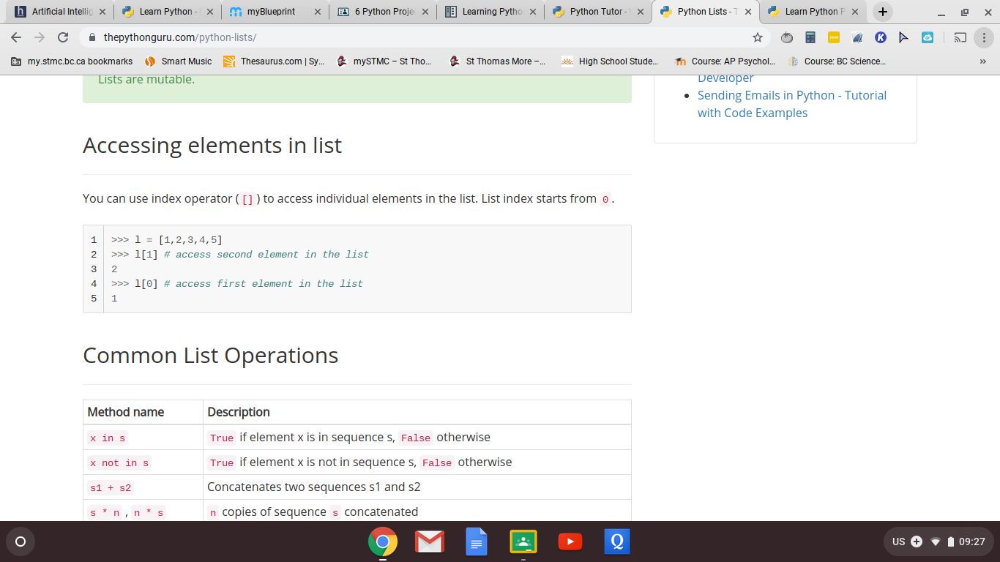 Artificial Intellig
Learn Python -
myBlueprint
6 Python Proje
Learning Pytho
Python Tutor -
Python Lists - T
Learn Python P
thepythonguru.com/python-lists/
my.stmc.bc.ca bookmarks
Smart Music
Thesaurus.com | Sy...
mySTMC – St Tho...
St Thomas More –...
High School Stude...
Course: AP Psychol...
Course: BC Science...
»
Lists are mutable.
Developer
Sending Emails in Python - Tutorial
with Code Examples
Accessing elements in list
You can use index operator ( [] ) to access individual elements in the list. List index starts from 0 .
1 >>> l = [1,2,3,4,5]
2 >>> l[1] # access second element in the list
3 2
4 >>> l[0] # access first element in the list
5 1
Common List Operations
Method name Description
x in s True if element x is in sequence s, False otherwise
x not in s True if element x is not in sequence s, False otherwise
s1 + s2 Concatenates two sequences s1 and s2
s * n , n * s n copies of sequence s concatenated
US 09:27